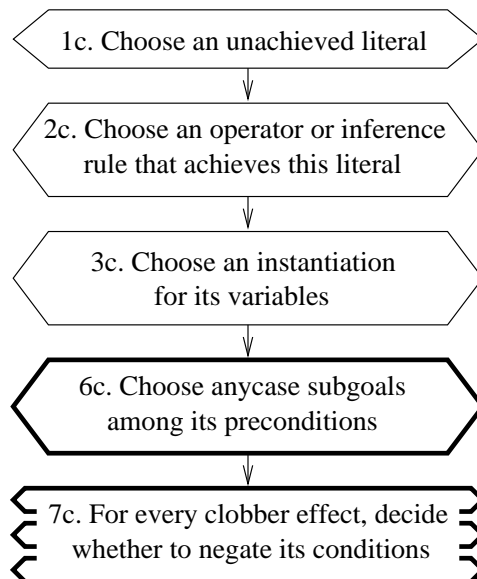 1c. Choose an unachieved literal
2c. Choose an operator or inference
rule that achieves this literal
3c. Choose an instantiation
for its variables
6c. Choose anycase subgoals
among its preconditions
7c. For every clobber effect, decide
whether to negate its conditions